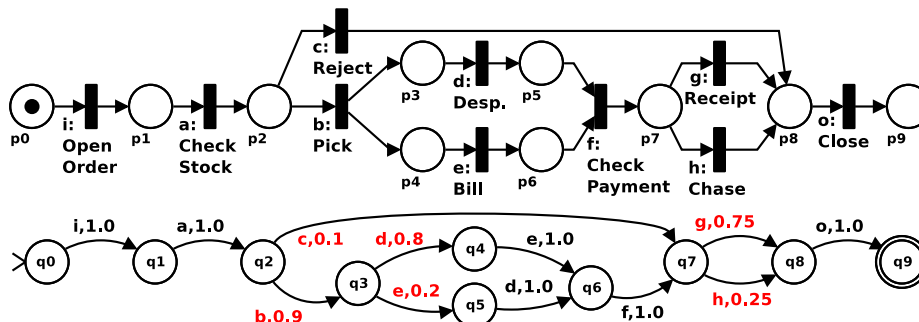 c:
Reject
p3
d:
Desp.
p5
g:
Receipt
p0
i:
Open
Order
p1
a:
Check
Stock
p2
b:
Pick
f:
Check
Payment
p7
p8
o:
Close
p9
p4
e:
Bill
p6
h:
Chase
i,1.0
a,1.0
c,0.1
d,0.8
e,1.0
g,0.75
o,1.0
q0
q1
q2
q3
q4
q5
q6
q7
q8
q9
b,0.9
e,0.2
d,1.0
f,1.0
h,0.25